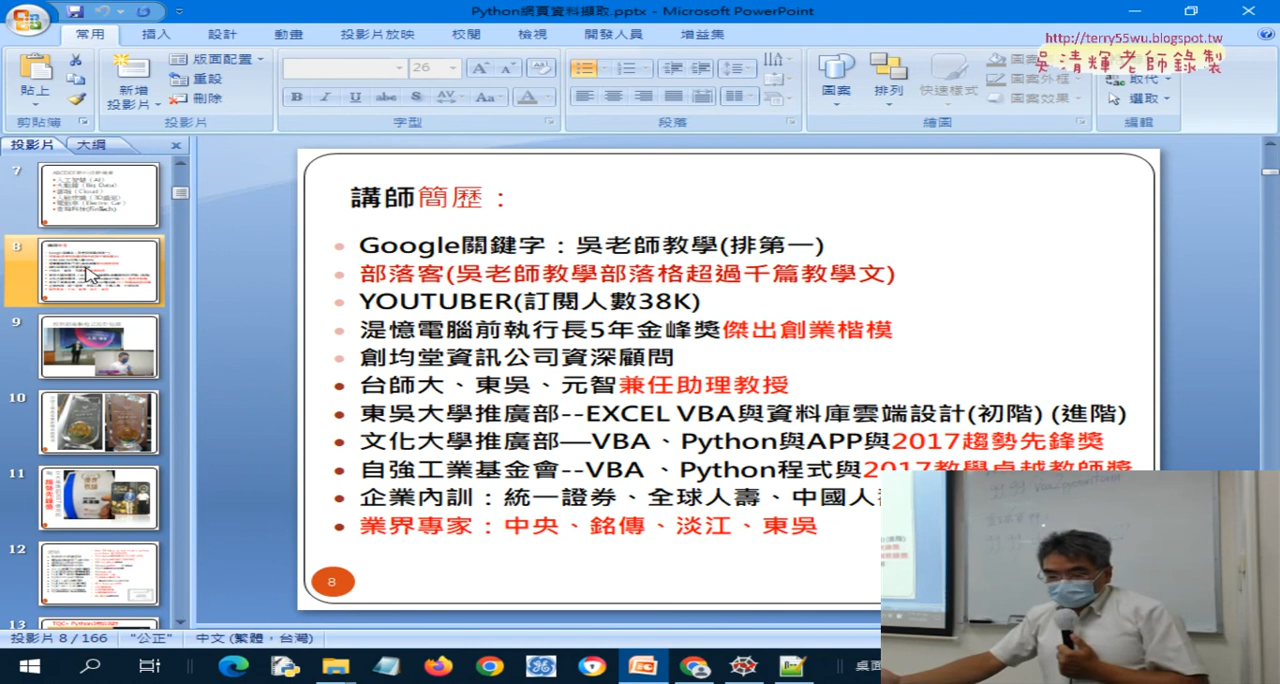 Python網頁資料擷取.pptx - Microsoft PowerPoint
常用 插入 設計 動畫 投影片放映 校閱 檢視 開發人員 增益集
http://terry55wu.blogspot.tw
吳清輝老師錄製
貼上
剪貼簿
新增
投影片
版面配置
重設
刪除
投影片
26
B I U abc S AV Aa A
字型
段落
圖案
排列
快速樣式
圖案外框
圖案效果
繪圖
取代
選取
編輯
投影片 大綱
7
8
9
10
11
12
13
講師簡歷：
Google關鍵字：吳老師教學(排第一)
部落客(吳老師教學部落格超過千篇教學文)
YOUTUBER(訂閱人數38K)
湜憶電腦前執行長5年金峰獎傑出創業楷模
創均堂資訊公司資深顧問
台師大、東吳、元智兼任助理教授
東吳大學推廣部--EXCEL VBA與資料庫雲端設計(初階) (進階)
文化大學推廣部—VBA、Python與APP與2017趨勢先鋒獎
自強工業基金會--VBA 、Python程式與2017教學卓越教師獎
企業內訓：統一證券、全球人壽、中國人
業界專家：中央、銘傳、淡江、東吳
8
投影片 8 / 166 "公正" 中文 (繁體，台灣)
桌面